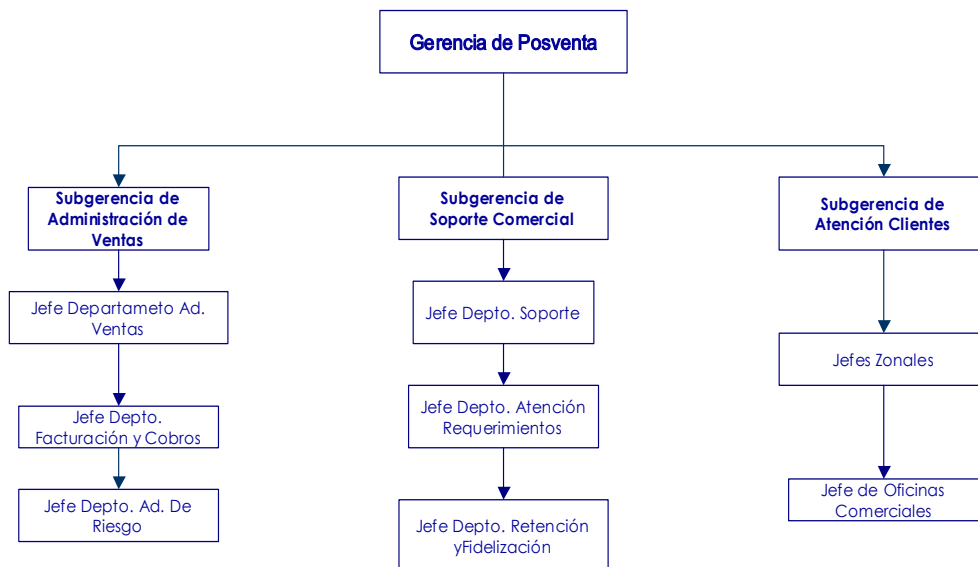 Gerencia de Posventa
Subgerencia de
Administración de
Ventas
Jefe Departameto Ad.
Ventas
Jefe Depto.
Facturación y Cobros
Jefe Depto. Ad. De
Riesgo
Subgerencia de
Soporte Comercial
Jefe Depto. Soporte
Jefe Depto. Atención
Requerimientos
Jefe Depto. Retención
yFidelización
Subgerencia de
Atención Clientes
Jefes Zonales
Jefe de Oficinas
Comerciales